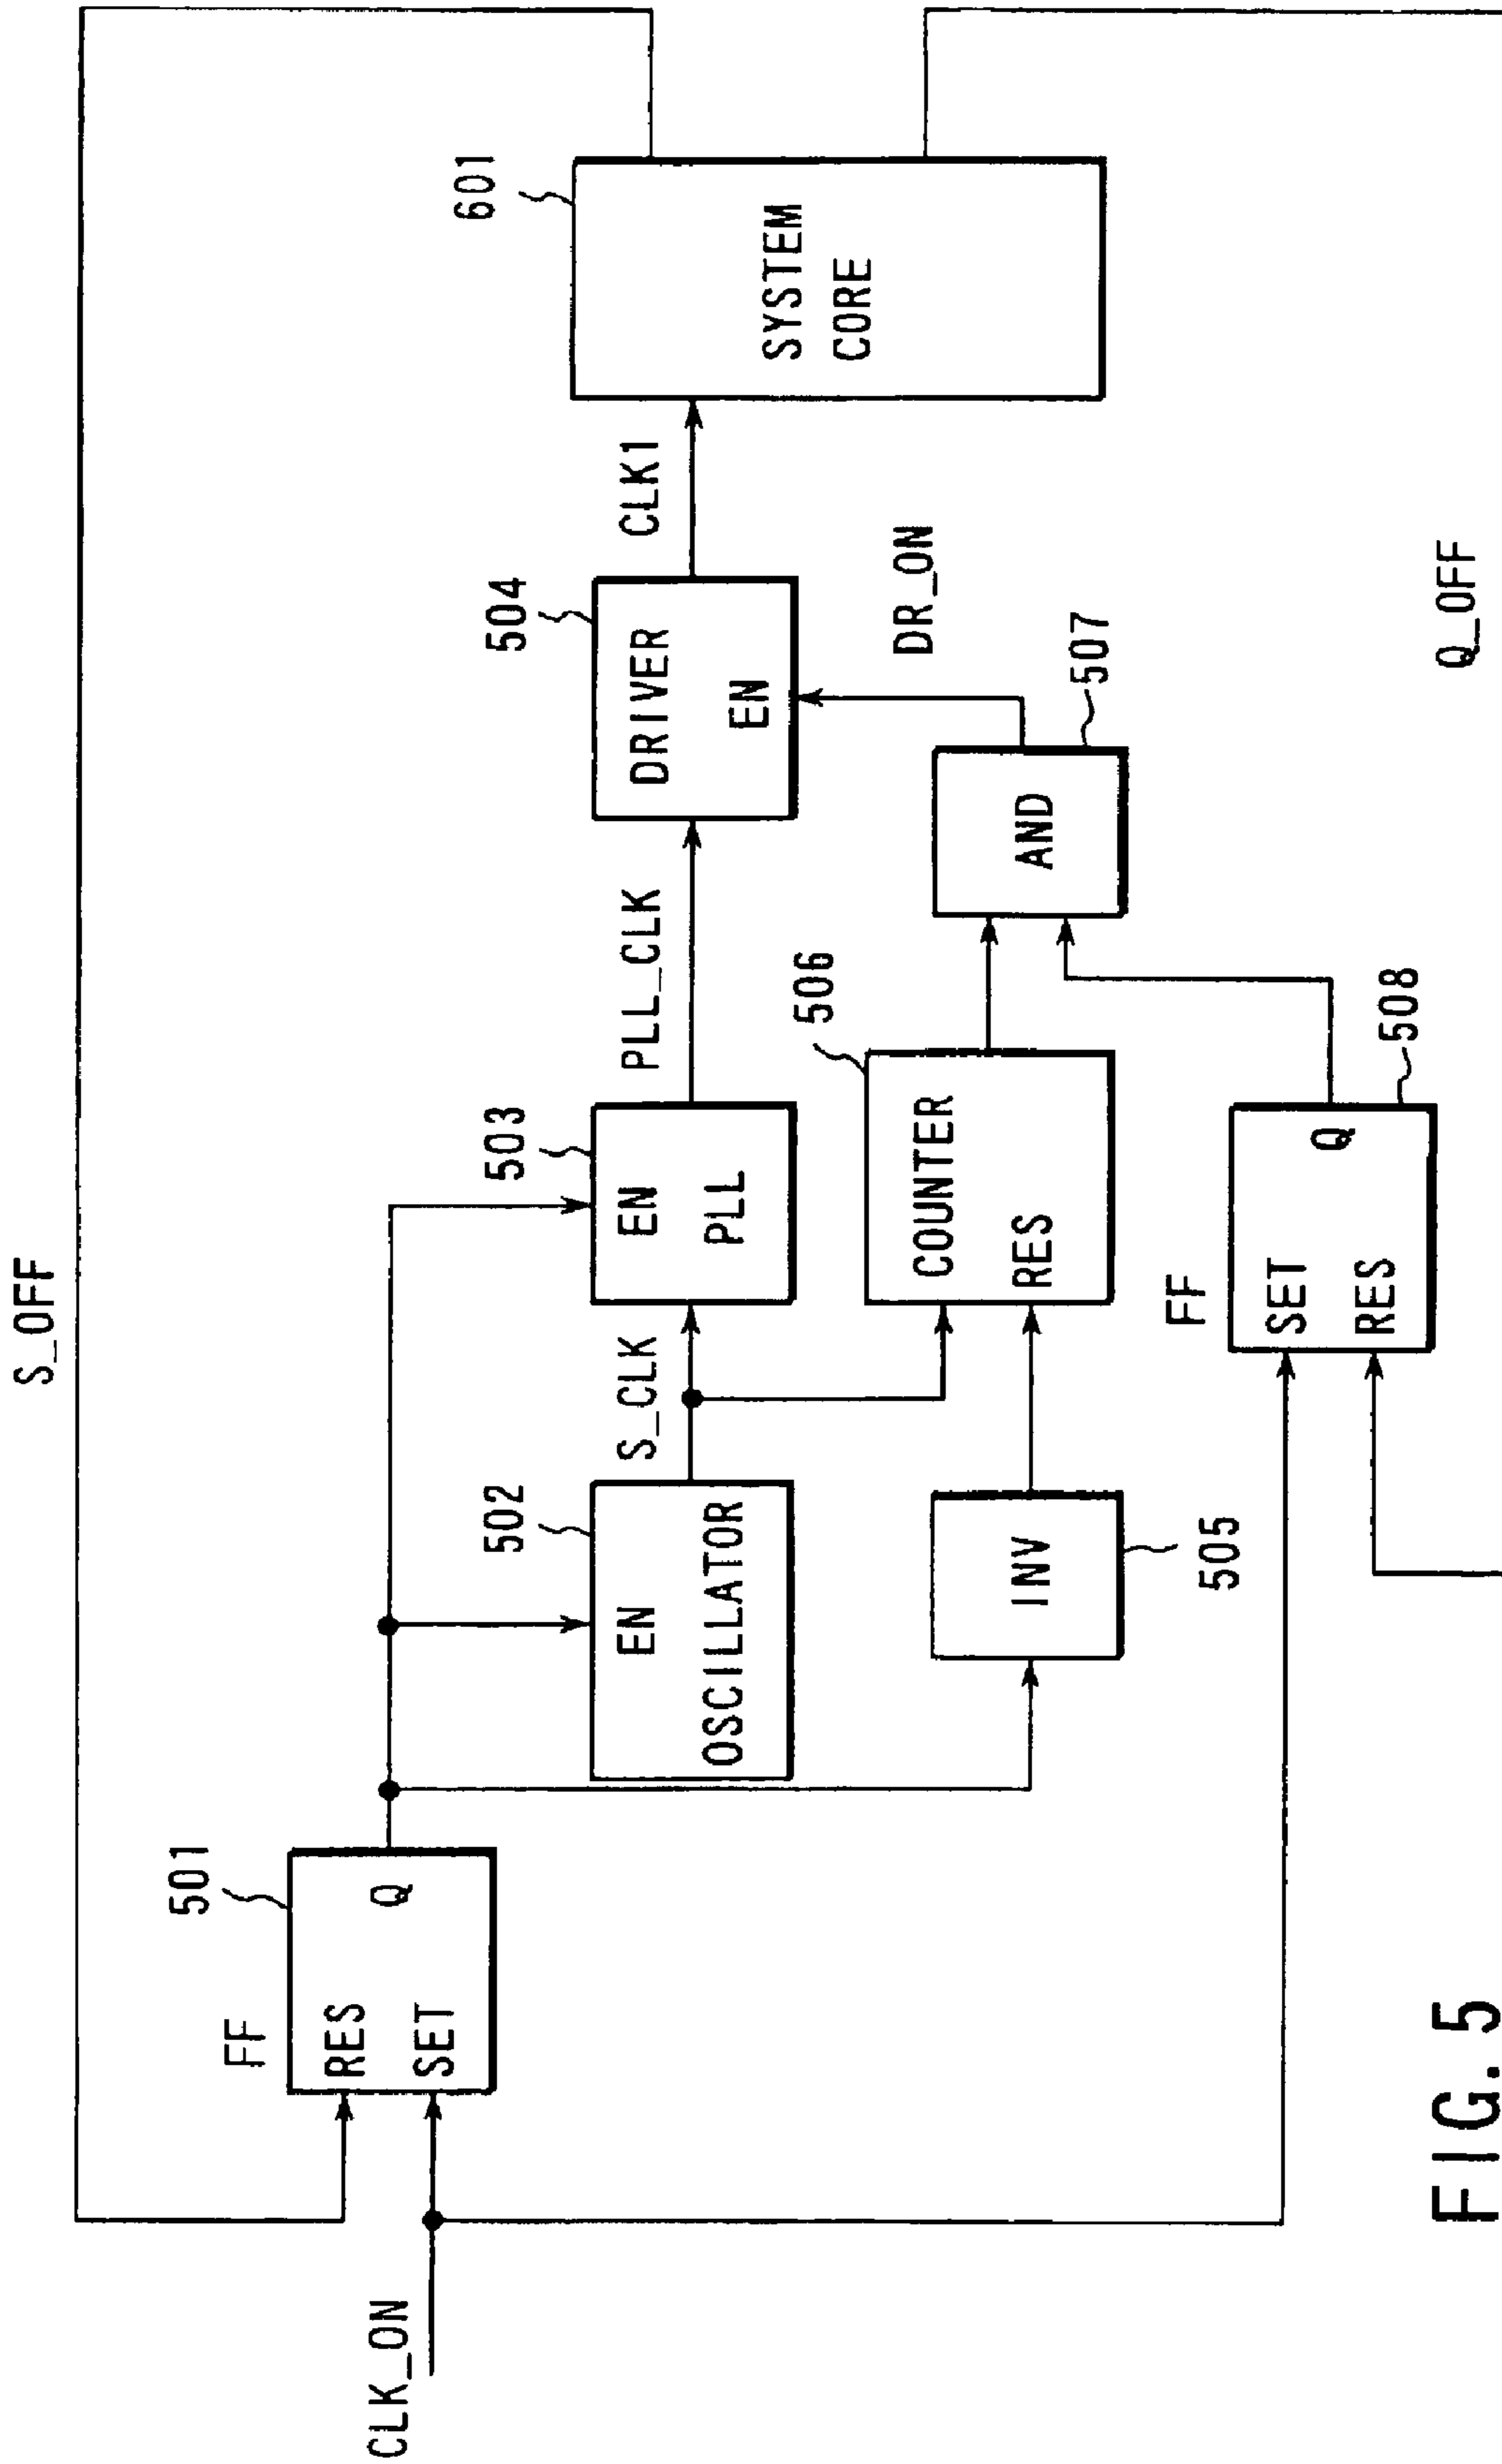 S_OFF
FF
501
RES
Q
SET
CLK_ON
502
EN
OSCILLATOR
S_CLK
503
EN
PLL
PLL_CLK
504
DRIVER
EN
CLK1
601
SYSTEM
CORE
505
INV
506
COUNTER
RES
507
AND
DR_ON
FF
508
SET
Q
RES
Q_OFF
FIG. 5